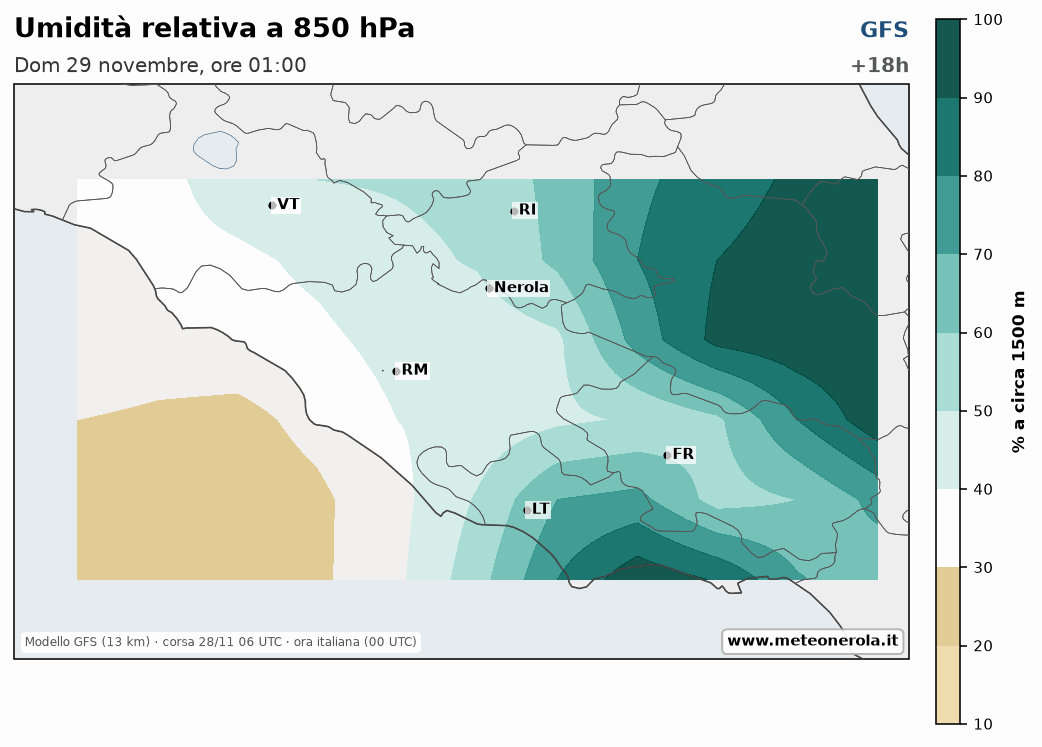 Umidità relativa a 850 hPa
GFS
Dom 29 novembre, ore 01:00
+18h
VT
RI
Nerola
RM
FR
LT
Modello GFS (13 km) · corsa 28/11 06 UTC · ora italiana (00 UTC)
www.meteonerola.it
100
90
80
70
60
50
40
30
20
10
% a circa 1500 m